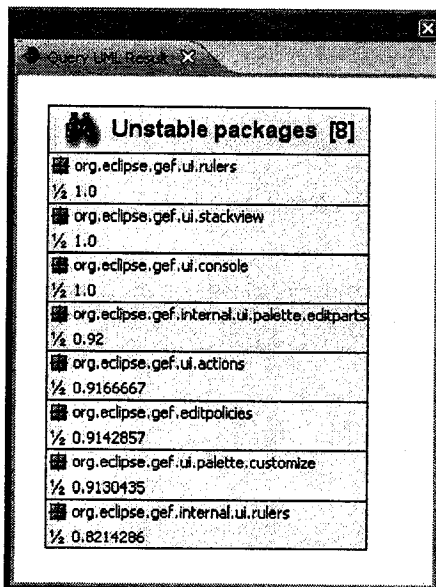 Query UML Result
Unstable packages [8]
org.eclipse.gef.ui.rulers
½ 1.0
org.eclipse.gef.ui.stackview
½ 1.0
org.eclipse.gef.ui.console
½ 1.0
org.eclipse.gef.internal.ui.palette.editparts
½ 0.92
org.eclipse.gef.ui.actions
½ 0.9166667
org.eclipse.gef.editpolicies
½ 0.9142857
org.eclipse.gef.ui.palette.customize
½ 0.9130435
org.eclipse.gef.internal.ui.rulers
½ 0.8214286